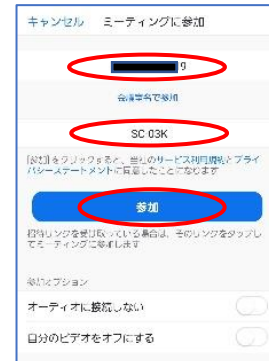 キャンセル ミーティングに参加
9
会議室名で参加
SC-03K
[参加]をクリックすると、当社のサービス利用規約とプライ
バシーステートメントに同意したことになります
参加
招待リンクを受け取っている場合は、そのリンクをタップし
てミーティングに参加します
参加オプション
オーディオに接続しない
自分のビデオをオフにする